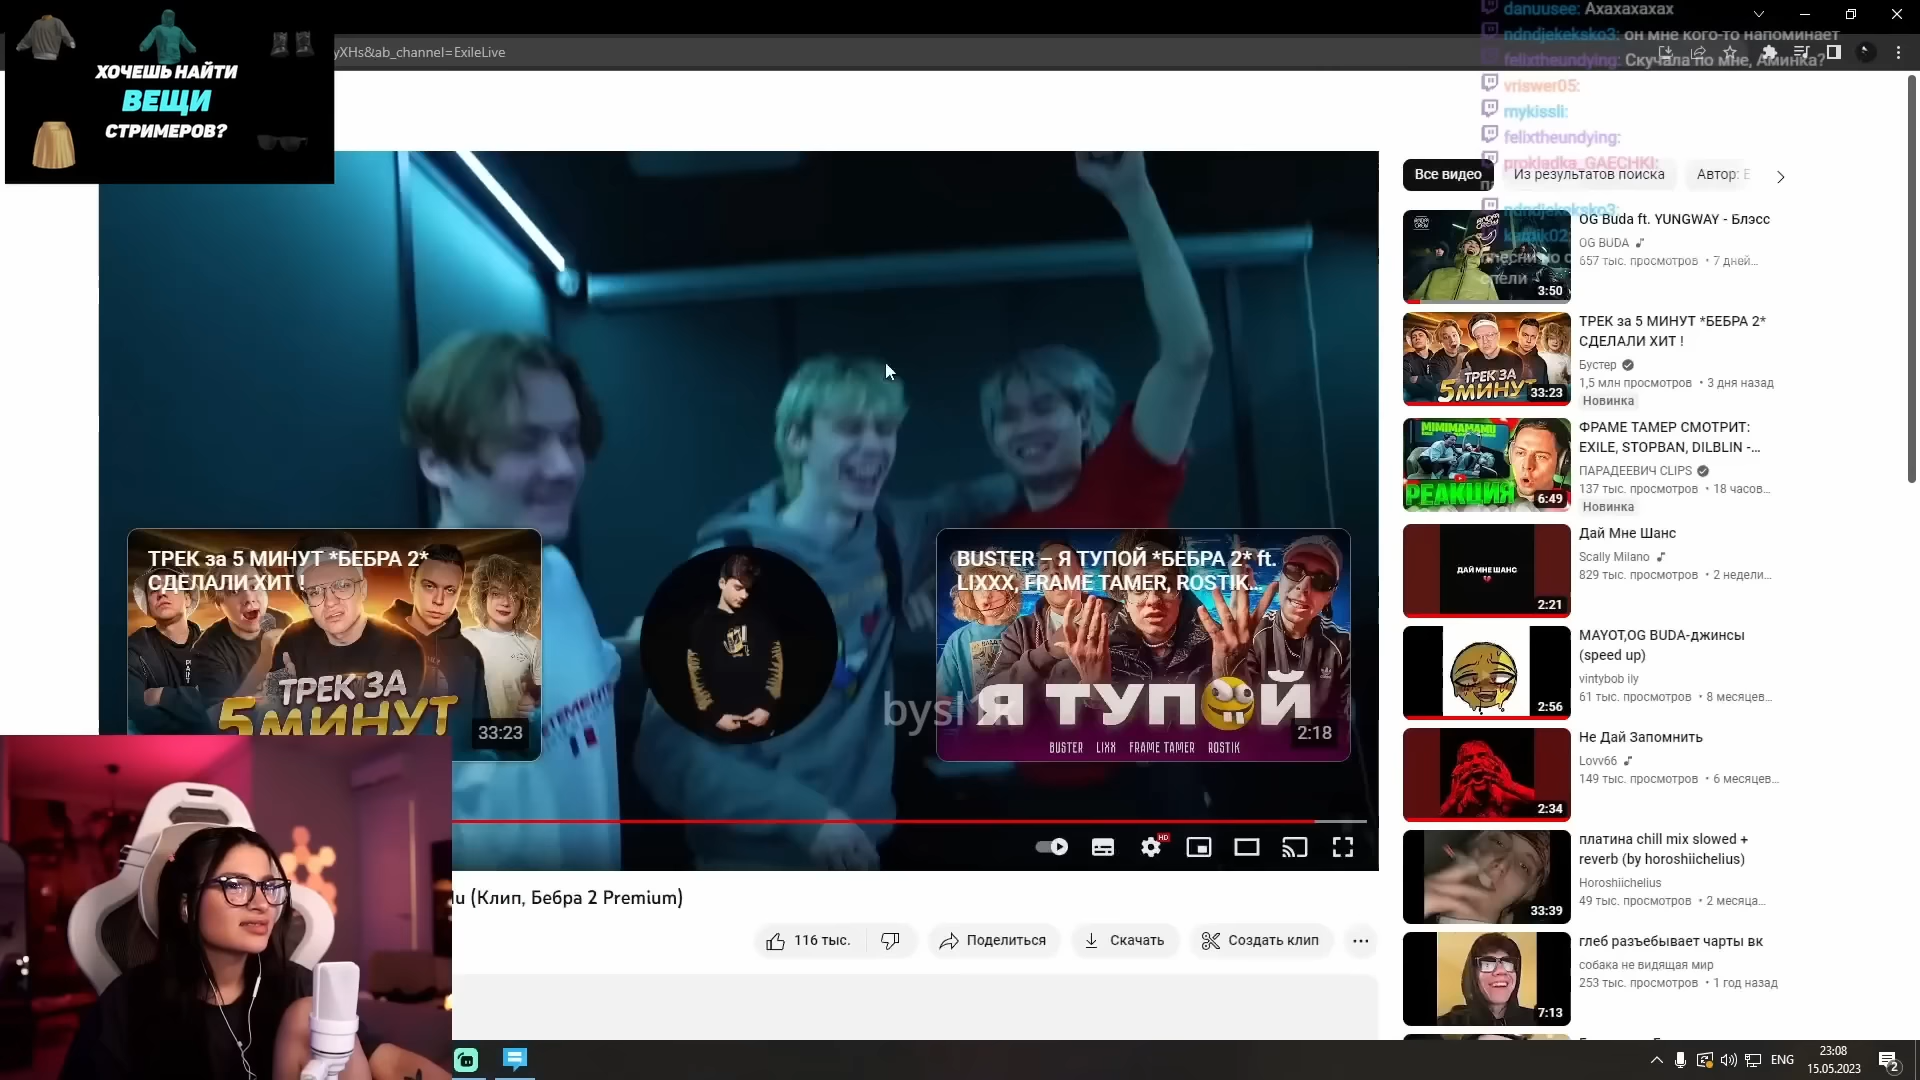 danuusee: Ахахахахах
ndndjekeksko3: он мне кого-то напоминает
felixtheundying: Скучала по мне, Аминка?
vriswer05:
mykissli:
felixtheundying:
prokladka_GAECHKI:
ndndjekeksko3:
спели
yXHs&ab_channel=ExileLive
ХОЧЕШЬ НАЙТИ
ВЕЩИ
СТРИМЕРОВ?
Все видео
Из результатов поиска
Автор: E
OG Buda ft. YUNGWAY - Блэсс
OG BUDA
657 тыс. просмотров • 7 дней...
3:50
ТРЕК за 5 МИНУТ *БЕБРА 2*
СДЕЛАЛИ ХИТ !
Бустер
1,5 млн просмотров • 3 дня назад
Новинка
ТРЕК ЗА
5 МИНУТ
33:23
ФРАМЕ ТАМЕР СМОТРИТ:
EXILE, STOPBAN, DILBLIN -...
ПАРАДЕЕВИЧ CLIPS
137 тыс. просмотров • 18 часов...
Новинка
MIMIMAMAMU
РЕАКЦИЯ
6:49
Дай Мне Шанс
Scally Milano
829 тыс. просмотров • 2 недели...
ДАЙ МНЕ ШАНС
2:21
MAYOT,OG BUDA-джинсы
(speed up)
vintybob ily
61 тыс. просмотров • 8 месяцев...
2:56
Не Дай Запомнить
Lovv66
149 тыс. просмотров • 6 месяцев...
2:34
платина chill mix slowed +
reverb (by horoshiichelius)
Horoshiichelius
49 тыс. просмотров • 2 месяца...
33:39
глеб разъебывает чарты вк
собака не видящая мир
253 тыс. просмотров • 1 год назад
7:13
ТРЕК за 5 МИНУТ *БЕБРА 2*
СДЕЛАЛИ ХИТ !
ТРЕК ЗА
5 МИНУТ
33:23
BUSTER – Я ТУПОЙ *БЕБРА 2* ft.
LIXXX, FRAME TAMER, ROSTIK...
Я ТУПОЙ
BUSTER LIXX FRAME TAMER ROSTIK
2:18
HD
(Клип, Бебра 2 Premium)
116 тыс.
Поделиться
Скачать
Создать клип
ENG
23:08
15.05.2023
2